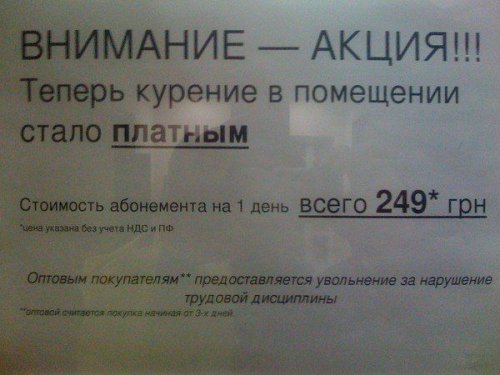 ВНИМАНИЕ — АКЦИЯ!!!
Теперь курение в помещении
стало платным
Стоимость абонемента на 1 день всего 249* грн
*цена указана без учета НДС и ПФ
Оптовым покупателям** предоставляется увольнение за нарушение
трудовой дисциплины
**оптовой считается покупка начиная от 3-х дней.